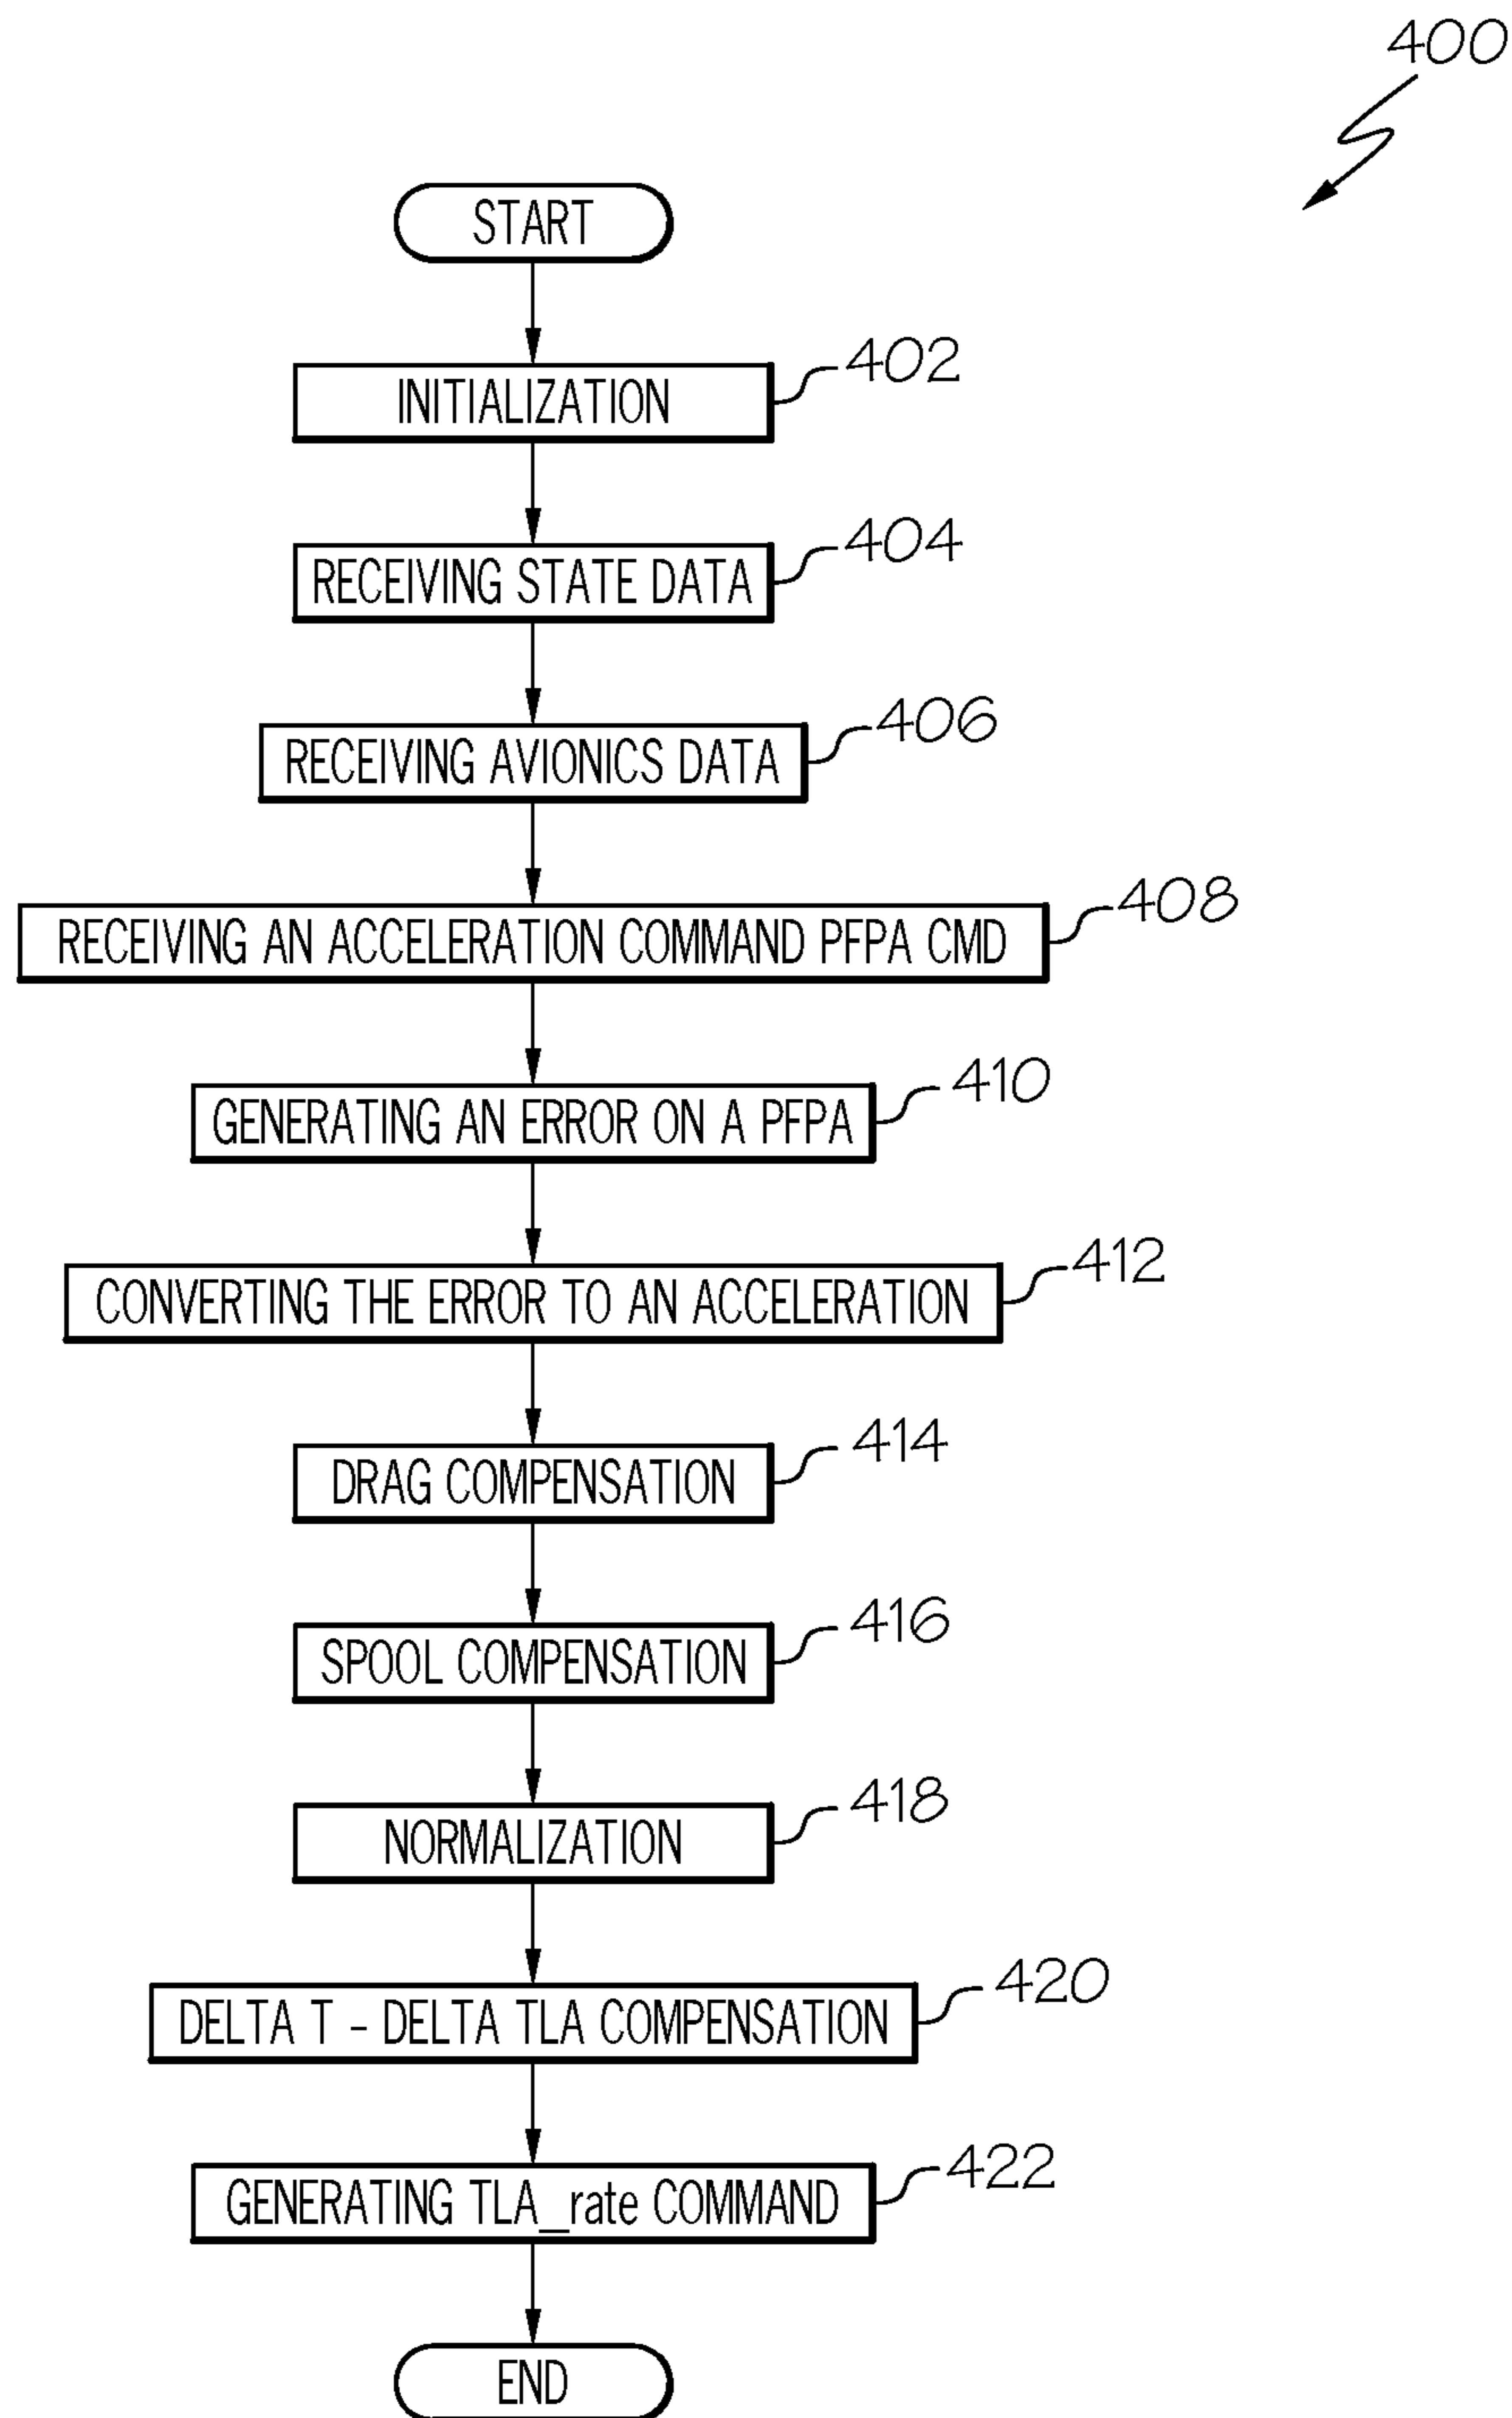 400
START
INITIALIZATION
402
RECEIVING STATE DATA
404
RECEIVING AVIONICS DATA
406
RECEIVING AN ACCELERATION COMMAND PFPA CMD
408
GENERATING AN ERROR ON A PFPA
410
CONVERTING THE ERROR TO AN ACCELERATION
412
DRAG COMPENSATION
414
SPOOL COMPENSATION
416
NORMALIZATION
418
DELTA T - DELTA TLA COMPENSATION
420
GENERATING TLA_rate COMMAND
422
END